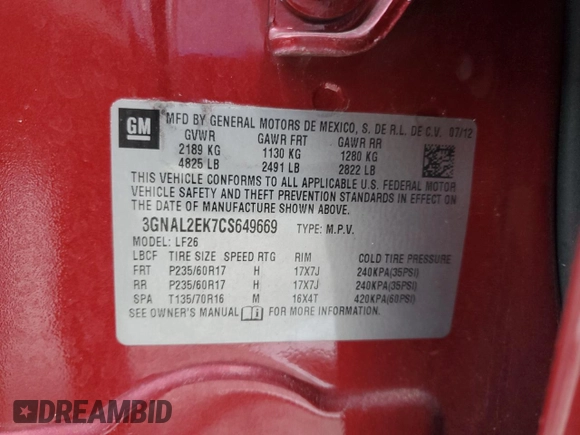 GM
MFD BY GENERAL MOTORS DE MEXICO, S. DE R.L. DE C.V. 07/12
GVWR GAWR FRT GAWR RR
2189 KG 1130 KG 1280 KG
4825 LB 2491 LB 2822 LB
THIS VEHICLE CONFORMS TO ALL APPLICABLE U.S. FEDERAL MOTOR
VEHICLE SAFETY AND THEFT PREVENTION STANDARDS IN EFFECT ON
THE DATE OF MANUFACTURE SHOWN ABOVE.
3GNAL2EK7CS649669 TYPE: M.P.V.
MODEL: LF26
LBCF TIRE SIZE SPEED RTG RIM COLD TIRE PRESSURE
FRT P235/60R17 H 17X7J 240KPA(35PSI)
RR P235/60R17 H 17X7J 240KPA(35PSI)
SPA T135/70R16 M 16X4T 420KPA(60PSI)
SEE OWNER'S MANUAL FOR MORE INFORMATION.
DREAMBID